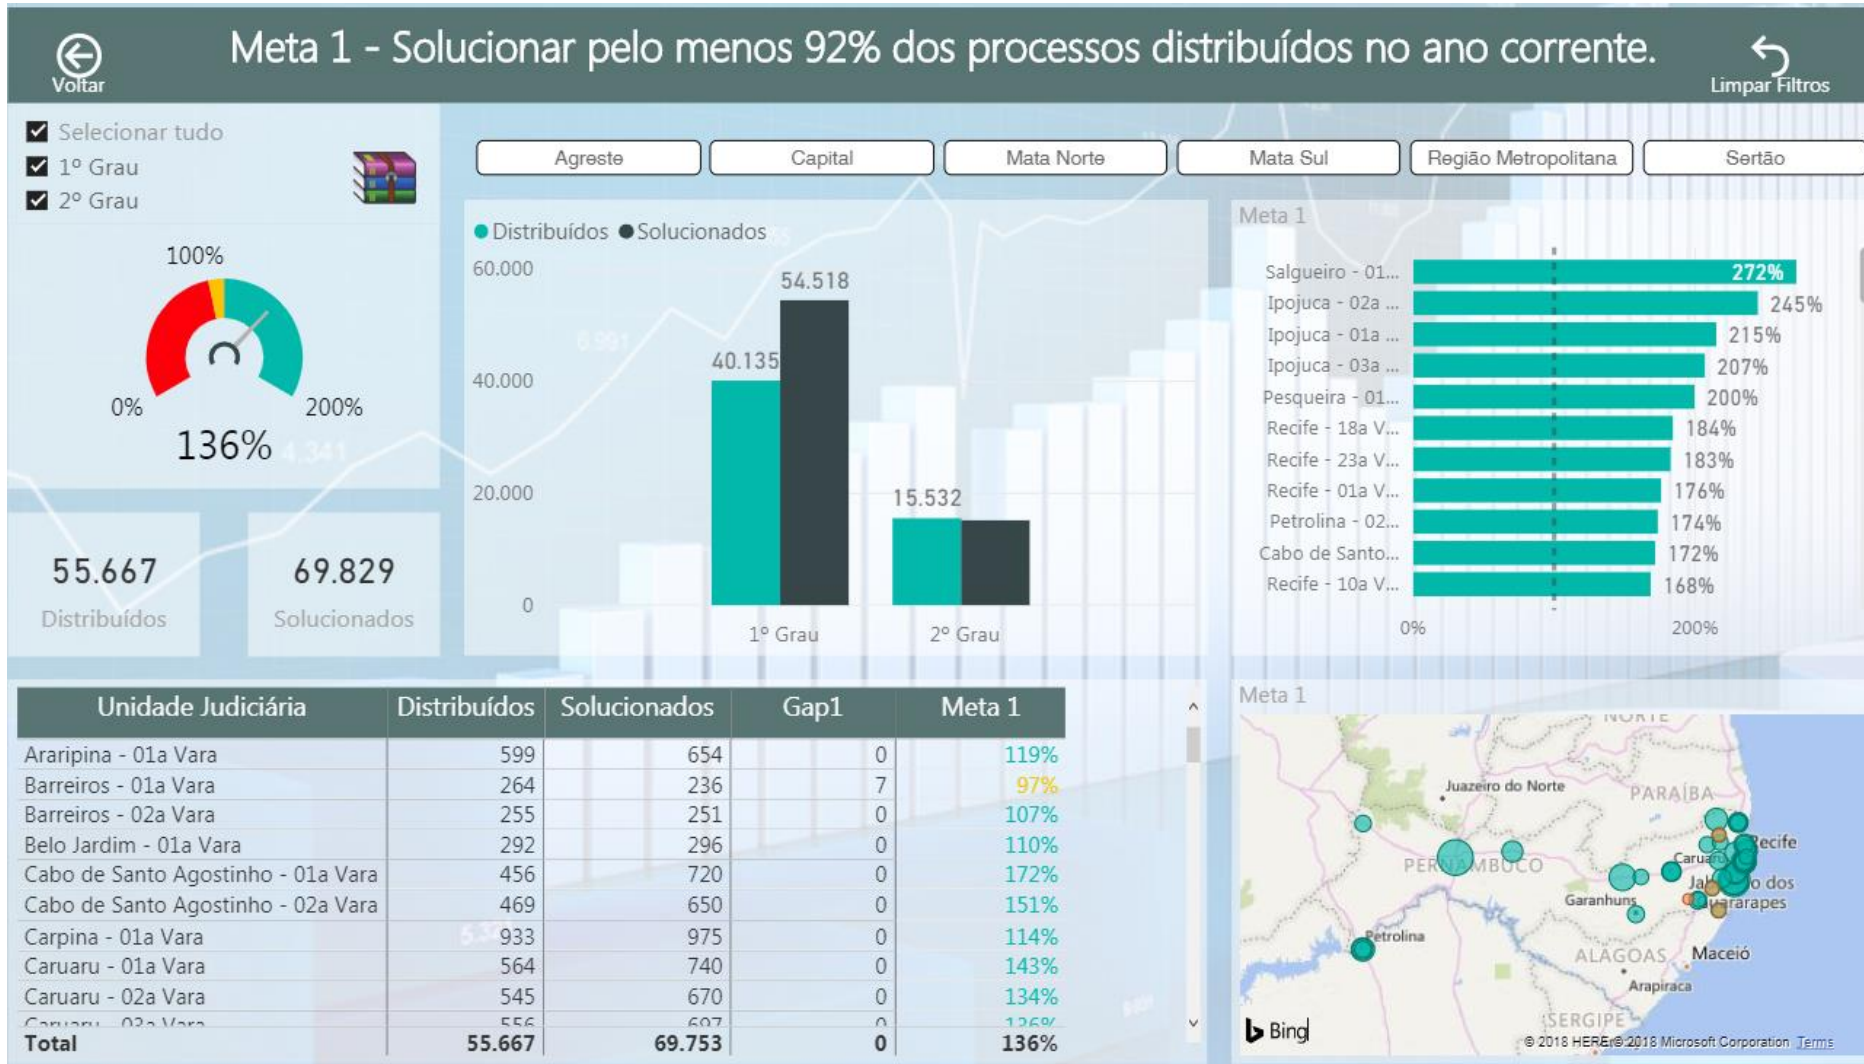 Voltar
Meta 1 - Solucionar pelo menos 92% dos processos distribuídos no ano corrente.
Limpar Filtros
Selecionar tudo
1º Grau
2º Grau
100%
0%
200%
136%
55.667
Distribuídos
69.829
Solucionados
Agreste
Capital
Mata Norte
Mata Sul
Região Metropolitana
Sertão
Distribuídos Solucionados
60.000
40.000
20.000
0
40.135
54.518
15.532
1º Grau
2º Grau
Meta 1
Salgueiro - 01... 272%
Ipojuca - 02a ... 245%
Ipojuca - 01a ... 215%
Ipojuca - 03a ... 207%
Pesqueira - 01... 200%
Recife - 18a V... 184%
Recife - 23a V... 183%
Recife - 01a V... 176%
Petrolina - 02... 174%
Cabo de Santo... 172%
Recife - 10a V... 168%
0% 200%
Unidade Judiciária Distribuídos Solucionados Gap1 Meta 1
Araripina - 01a Vara 599 654 0 119%
Barreiros - 01a Vara 264 236 7 97%
Barreiros - 02a Vara 255 251 0 107%
Belo Jardim - 01a Vara 292 296 0 110%
Cabo de Santo Agostinho - 01a Vara 456 720 0 172%
Cabo de Santo Agostinho - 02a Vara 469 650 0 151%
Carpina - 01a Vara 933 975 0 114%
Caruaru - 01a Vara 564 740 0 143%
Caruaru - 02a Vara 545 670 0 134%
Caruaru - 03a Vara 556 697 0 136%
Total 55.667 69.753 0 136%
Meta 1
NORTE
Juazeiro do Norte
PARAÍBA
Recife
PERNAMBUCO
Caruaru
Garanhuns
Petrolina
ALAGOAS
Maceió
Arapiraca
SERGIPE
Bing
© 2018 HERE © 2018 Microsoft Corporation Terms